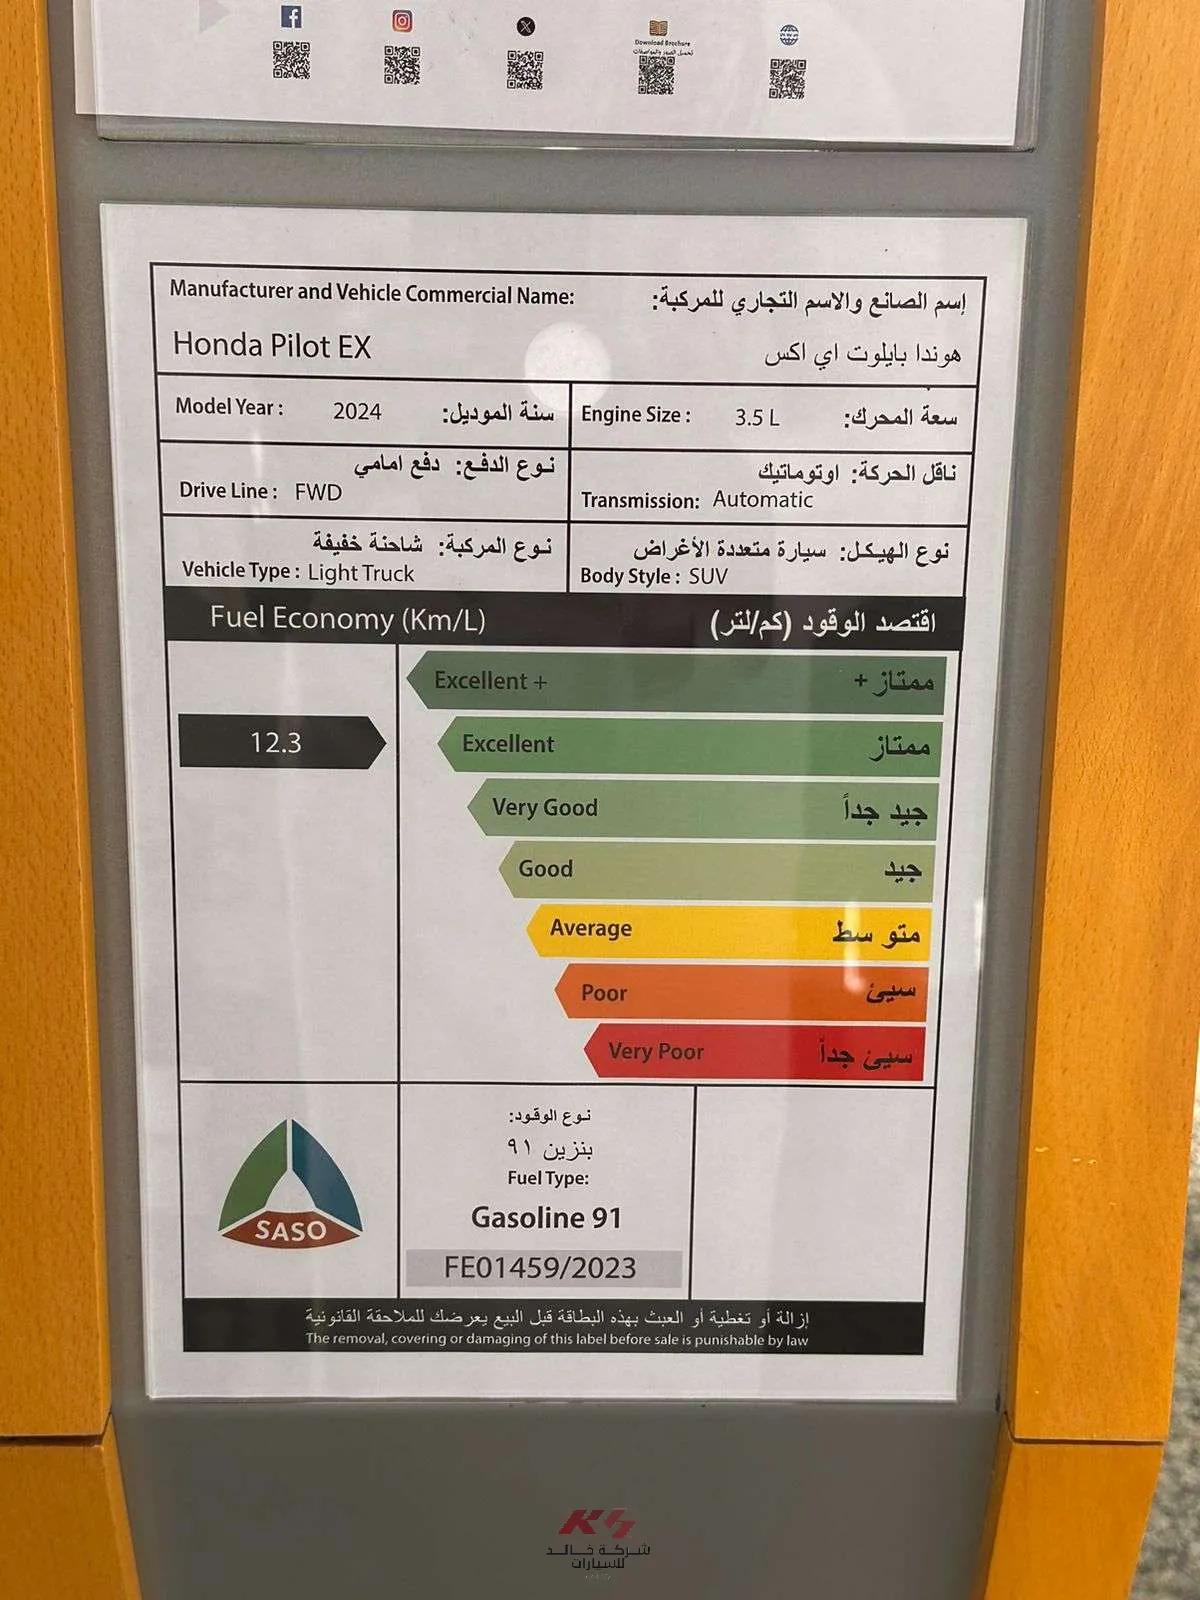 Download Brochure
تحميل الصور والمواصفات
Manufacturer and Vehicle Commercial Name:
إسم الصانع والاسم التجاري للمركبة:
Honda Pilot EX
هوندا بايلوت اي اكس
Model Year : 2024 سنة الموديل:
Engine Size : 3.5 L سعة المحرك:
نوع الدفع: دفع امامي
Drive Line : FWD
ناقل الحركة: اوتوماتيك
Transmission: Automatic
نوع المركبة: شاحنة خفيفة
Vehicle Type : Light Truck
نوع الهيكل: سيارة متعددة الأغراض
Body Style : SUV
Fuel Economy (Km/L)
اقتصد الوقود (كم/لتر)
Excellent + ممتاز +
12.3
Excellent ممتاز
Very Good جيد جداً
Good جيد
Average متو سط
Poor سيئ
Very Poor سيئ جداً
SASO
نوع الوقود:
بنزين ٩١
Fuel Type:
Gasoline 91
FE01459/2023
إزالة أو تغطية أو العبث بهذه البطاقة قبل البيع يعرضك للملاحقة القانونية
The removal, covering or damaging of this label before sale is punishable by law
KS
شركة خالد
للسيارات